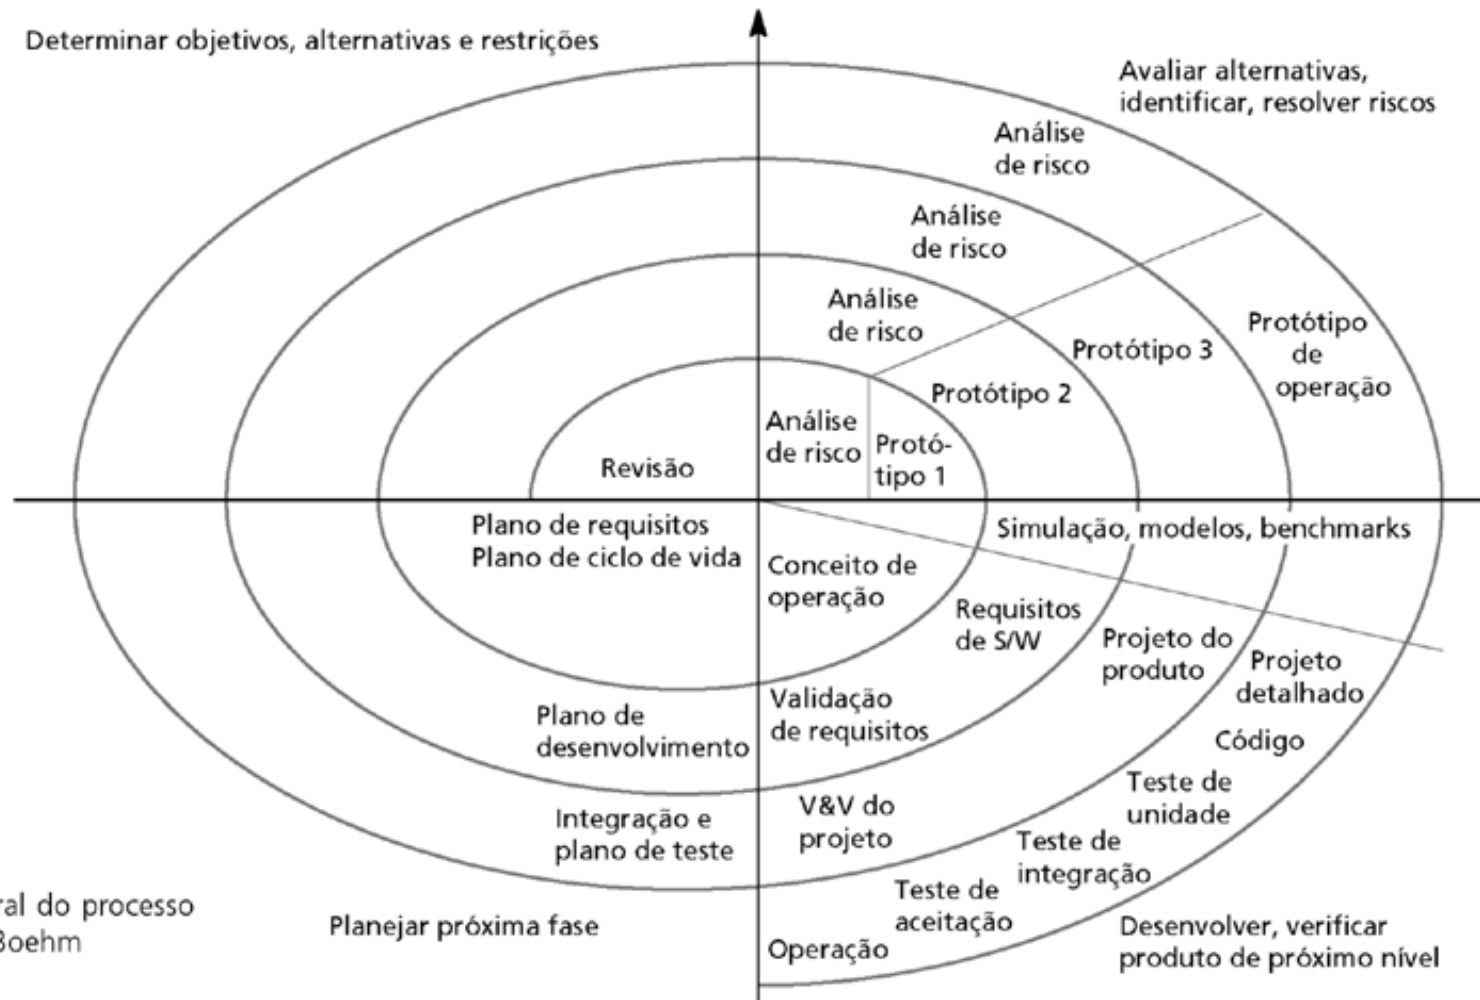 Determinar objetivos, alternativas e restrições
Avaliar alternativas,
identificar, resolver riscos
Análise
de risco
Análise
de risco
Análise
de risco
Análise
de risco
Protótipo
de
operação
Protótipo 3
Protótipo 2
Protó-
tipo 1
Revisão
Plano de requisitos
Plano de ciclo de vida
Simulação, modelos, benchmarks
Conceito de
operação
Requisitos
de S/W
Projeto do
produto
Projeto
detalhado
Plano de
desenvolvimento
Validação
de requisitos
Código
Integração e
plano de teste
V&V do
projeto
Teste de
unidade
Teste de
integração
Teste de
aceitação
Operação
Planejar próxima fase
Desenvolver, verificar
produto de próximo nível
do processo